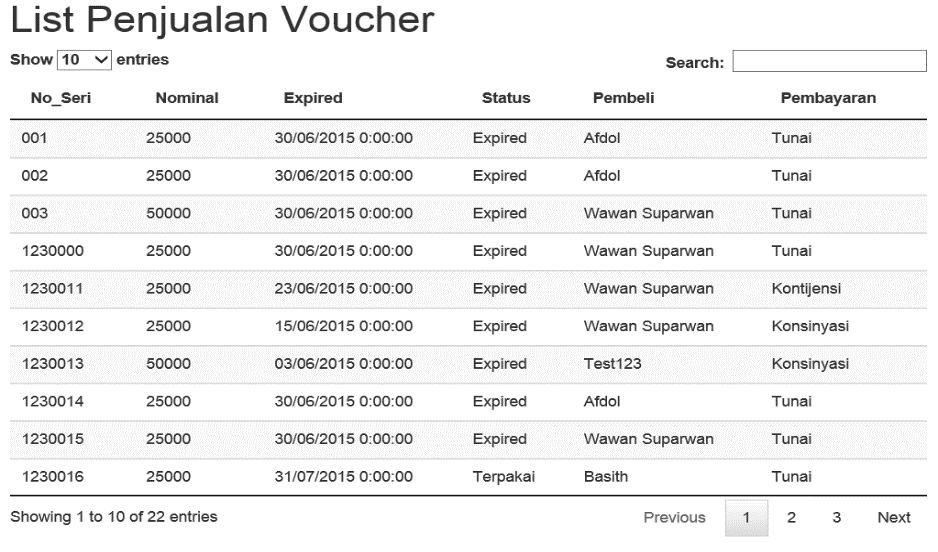 List Penjualan Voucher
Show 10 entries Search:
No_Seri Nominal Expired Status Pembeli Pembayaran
001 25000 30/06/2015 0:00:00 Expired Afdol Tunai
002 25000 30/06/2015 0:00:00 Expired Afdol Tunai
003 50000 30/06/2015 0:00:00 Expired Wawan Suparwan Tunai
1230000 25000 30/06/2015 0:00:00 Expired Wawan Suparwan Tunai
1230011 25000 23/06/2015 0:00:00 Expired Wawan Suparwan Kontijensi
1230012 25000 15/06/2015 0:00:00 Expired Wawan Suparwan Konsinyasi
1230013 50000 03/06/2015 0:00:00 Expired Test123 Konsinyasi
1230014 25000 30/06/2015 0:00:00 Expired Afdol Tunai
1230015 25000 30/06/2015 0:00:00 Expired Wawan Suparwan Tunai
1230016 25000 31/07/2015 0:00:00 Terpakai Basith Tunai
Showing 1 to 10 of 22 entries Previous 1 2 3 Next